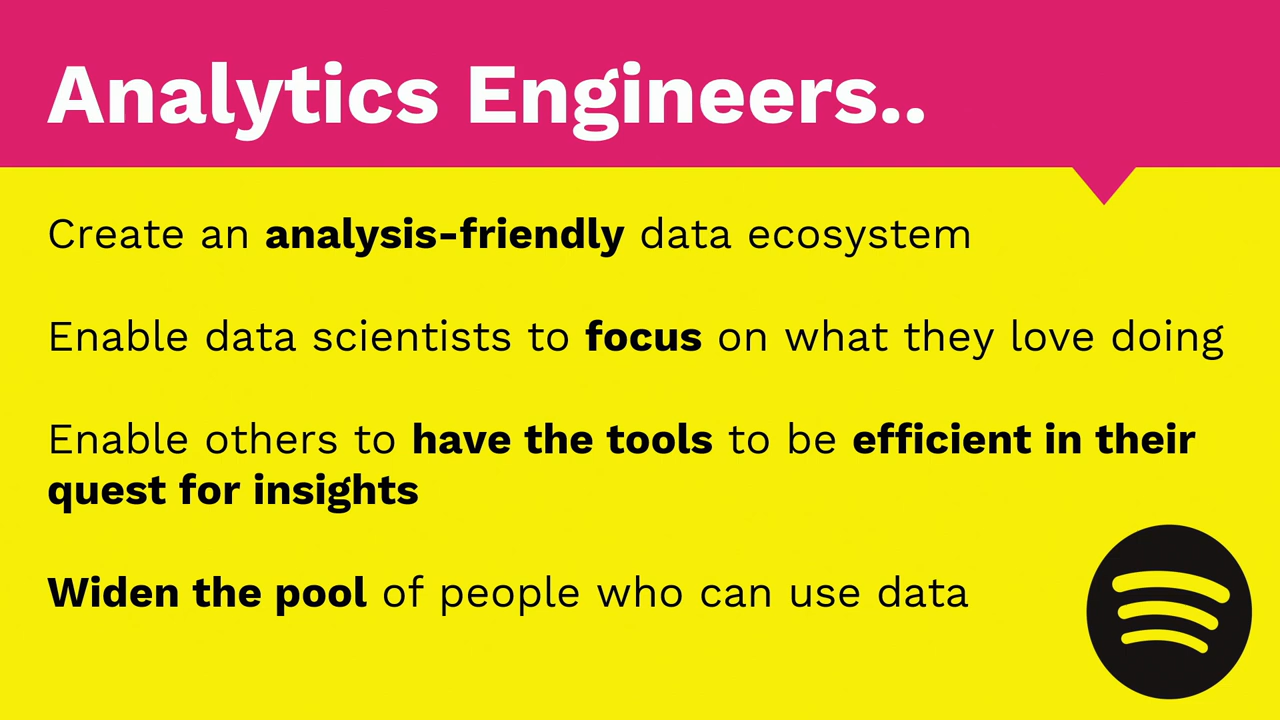 Analytics Engineers..
Create an analysis-friendly data ecosystem
Enable data scientists to focus on what they love doing
Enable others to have the tools to be efficient in their
quest for insights
Widen the pool of people who can use data